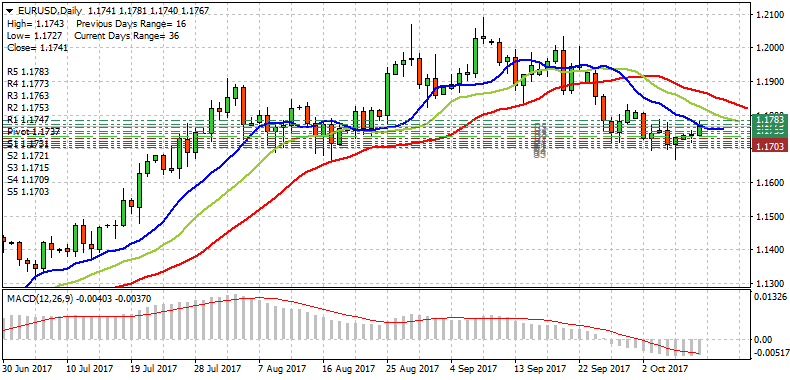 EURUSD,Daily 1.1741 1.1781 1.1740 1.1767
High= 1.1743 Previous Days Range= 16
Low= 1.1727 Current Days Range= 36
Close= 1.1741
R5 1.1783
R4 1.1773
R3 1.1763
R2 1.1753
R1 1.1747
Pivot 1.1737
S1 1.1731
S2 1.1721
S3 1.1715
S4 1.1709
S5 1.1703
1.2100
1.2000
1.1900
1.1783
1.1703
1.1600
1.1500
1.1400
1.1300
MACD(12,26,9) -0.00403 -0.00370
0.01326
0.00
-0.00517
30 Jun 2017
10 Jul 2017
19 Jul 2017
28 Jul 2017
7 Aug 2017
16 Aug 2017
25 Aug 2017
4 Sep 2017
13 Sep 2017
22 Sep 2017
2 Oct 2017